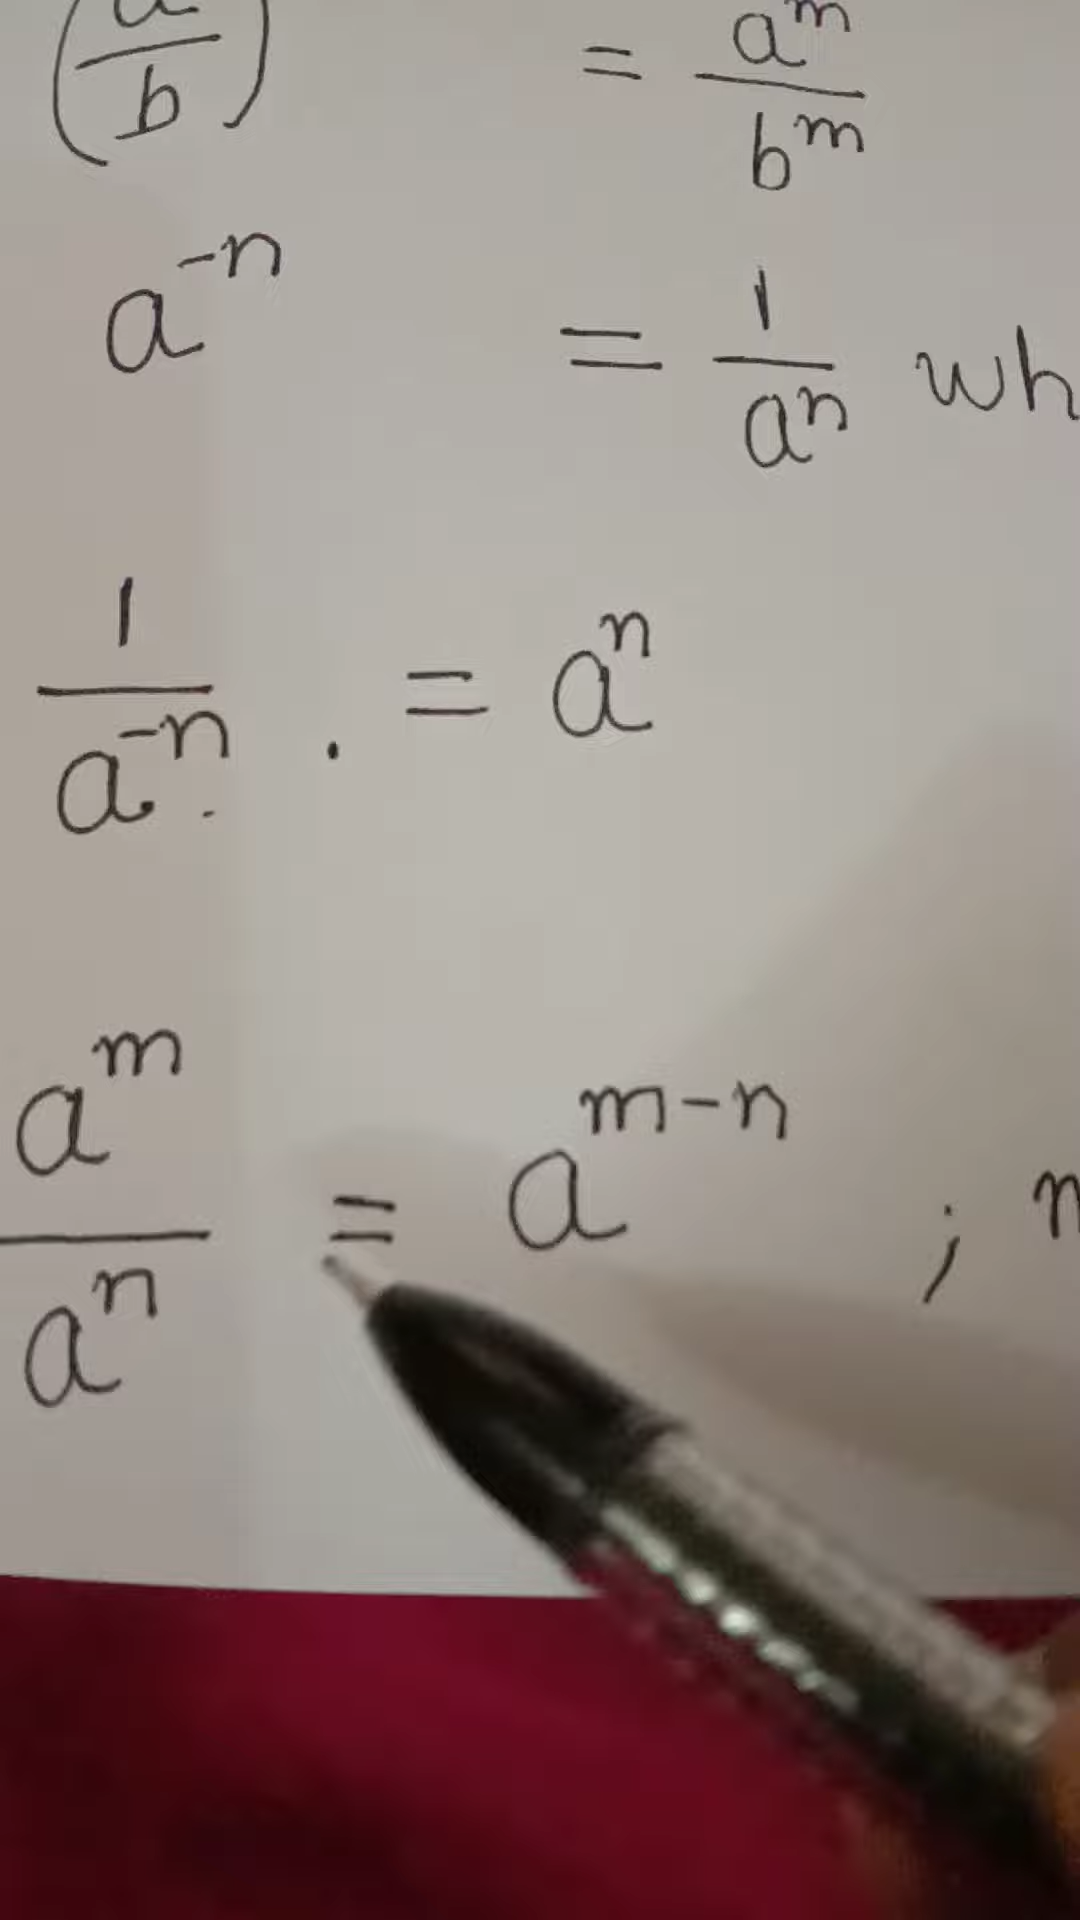 (a/b) = a^m/b^m
a^-n = 1/a^n wh
1/a^-n . = a^n
a^m/a^n = a^m-n ;